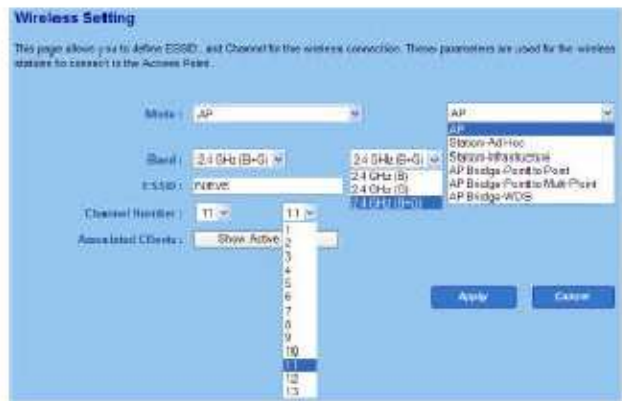 Wireless Setting
This page allows you to define ESSID, and Channel for the wireless connection. These parameters are used for the wireless
stations to connect to the Access Point.
Mode : AP
AP
AP
Station-Ad Hoc
Station-Infrastructure
AP Bridge-Point to Point
AP Bridge-Point to Multi-Point
AP Bridge-WDS
Band : 2.4 GHz (B+G)
2.4 GHz (B+G)
2.4 GHz (B)
2.4 GHz (G)
2.4 GHz (B+G)
ESSID :
Channel Number : 11
11
1
2
3
4
5
6
7
8
9
10
11
12
13
Associated Clients : Show Active
Apply
Cancel